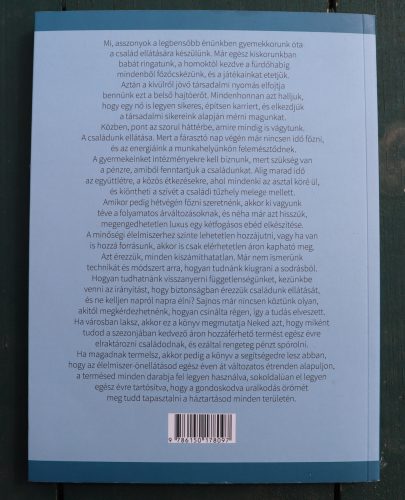 Mi, asszonyok a legbensőbb énünkben gyemekkorunk óta
a család ellátására készülünk. Már egész kiskorunkban
babát ringatunk, a homoktól kezdve a fürdőhabig
mindenből főzőcskézünk, és a játékainkat etetjük.
Aztán a kívülről jövő társadalmi nyomás elfojtja
bennünk ezt a belső hajtóerőt. Mindenhonnan azt halljuk,
hogy egy nő is legyen sikeres, építsen karriert, és elkezdjük
a társadalmi sikereink alapján mérni magunkat.
Közben, pont az szorul háttérbe, amire mindig is vágytunk.
A családunk ellátása. Mert a fárasztó nap végén már nincsen idő főzni,
és az energiáink a munkahelyünkön felemésztődnek.
A gyermekeinket intézményekre kell bíznunk, mert szükség van
a pénzre, amiből fenntartjuk a családunkat. Alig marad idő
az együttlétre, a közös étkezésekre, ahol mindenki az asztal köré ül,
és kiöntheti a szívét a családi tűzhely melege mellett.
Amikor pedig hétvégén főzni szeretnénk, akkor ki vagyunk
téve a folyamatos árváltozásoknak, és néha már azt hisszük,
megengedhetetlen luxus egy kétfogásos ebéd elkészítése.
A minőségi élelmiszerhez szinte lehetetlen hozzájutni, vagy ha van
is hozzá forrásunk, akkor is csak elérhetetlen áron kapható meg.
Azt érezzük, minden kiszámíthatatlan. Már nem ismerünk
technikát és módszert arra, hogyan tudnánk kiugrani a sodrásból.
Hogyan tudhatnánk visszanyerni függetlenségünket, kezünkbe
venni az irányítást, hogy biztonságban érezzük családunk ellátását,
és ne kelljen napról napra élni? Sajnos már nincsen köztünk olyan,
akitől megkérdezhetnénk, hogyan csinálta régen, így a tudás elveszett.
Ha városban laksz, akkor ez a könyv megmutatja Neked azt, hogy miként
tudod a szezonjában kedvező áron hozzáférhető termést egész évre
elraktározni családodnak, és ezáltal rengeteg pénzt spórolni.
Ha magadnak termelsz, akkor pedig a könyv a segítségedre lesz abban,
hogy az élelmiszer önellátásod egész éven át változatos étrenden alapuljon,
a termésed minden darabja fel legyen használva, sokoldalúan el legyen
egész évre tartósítva, hogy a gondoskodva uralkodás örömét
meg tudd tapasztalni a háztartásod minden területén.
9 786150 178097